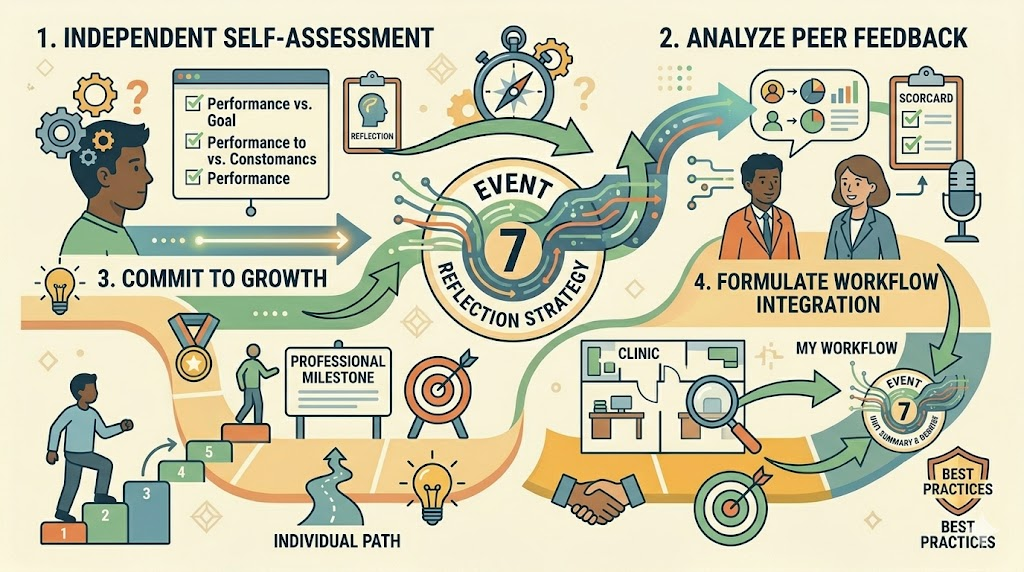 1. INDEPENDENT SELF-ASSESSMENT
Performance vs.
Goal
Performance to
vs. Constomancs
Performance
REFLECTION
2. ANALYZE PEER FEEDBACK
SCORCARD
EVENT
7
REFLECTION STRATEGY
3. COMMIT TO GROWTH
PROFESSIONAL
MILESTONE
1
2
3
4
5
INDIVIDUAL PATH
4. FORMULATE WORKFLOW
INTEGRATION
CLINIC
MY WORKFLOW
EVENT
7
SUMMARY &
BEST
PRACTICES
BEST
PRACTICES